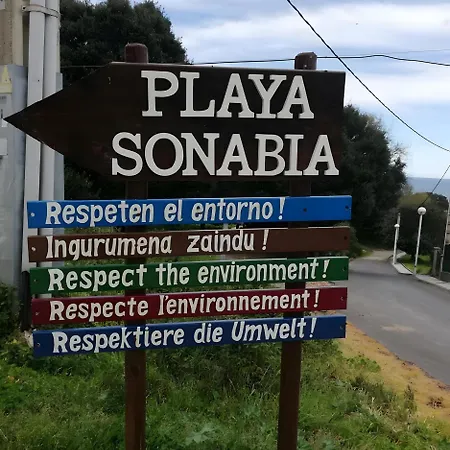 PLAYA
SONABIA
Respeten el entorno!
Ingurumena zaindu!
Respect the environment!
Respecte l'environnement!
Respektiere die Umwelt!